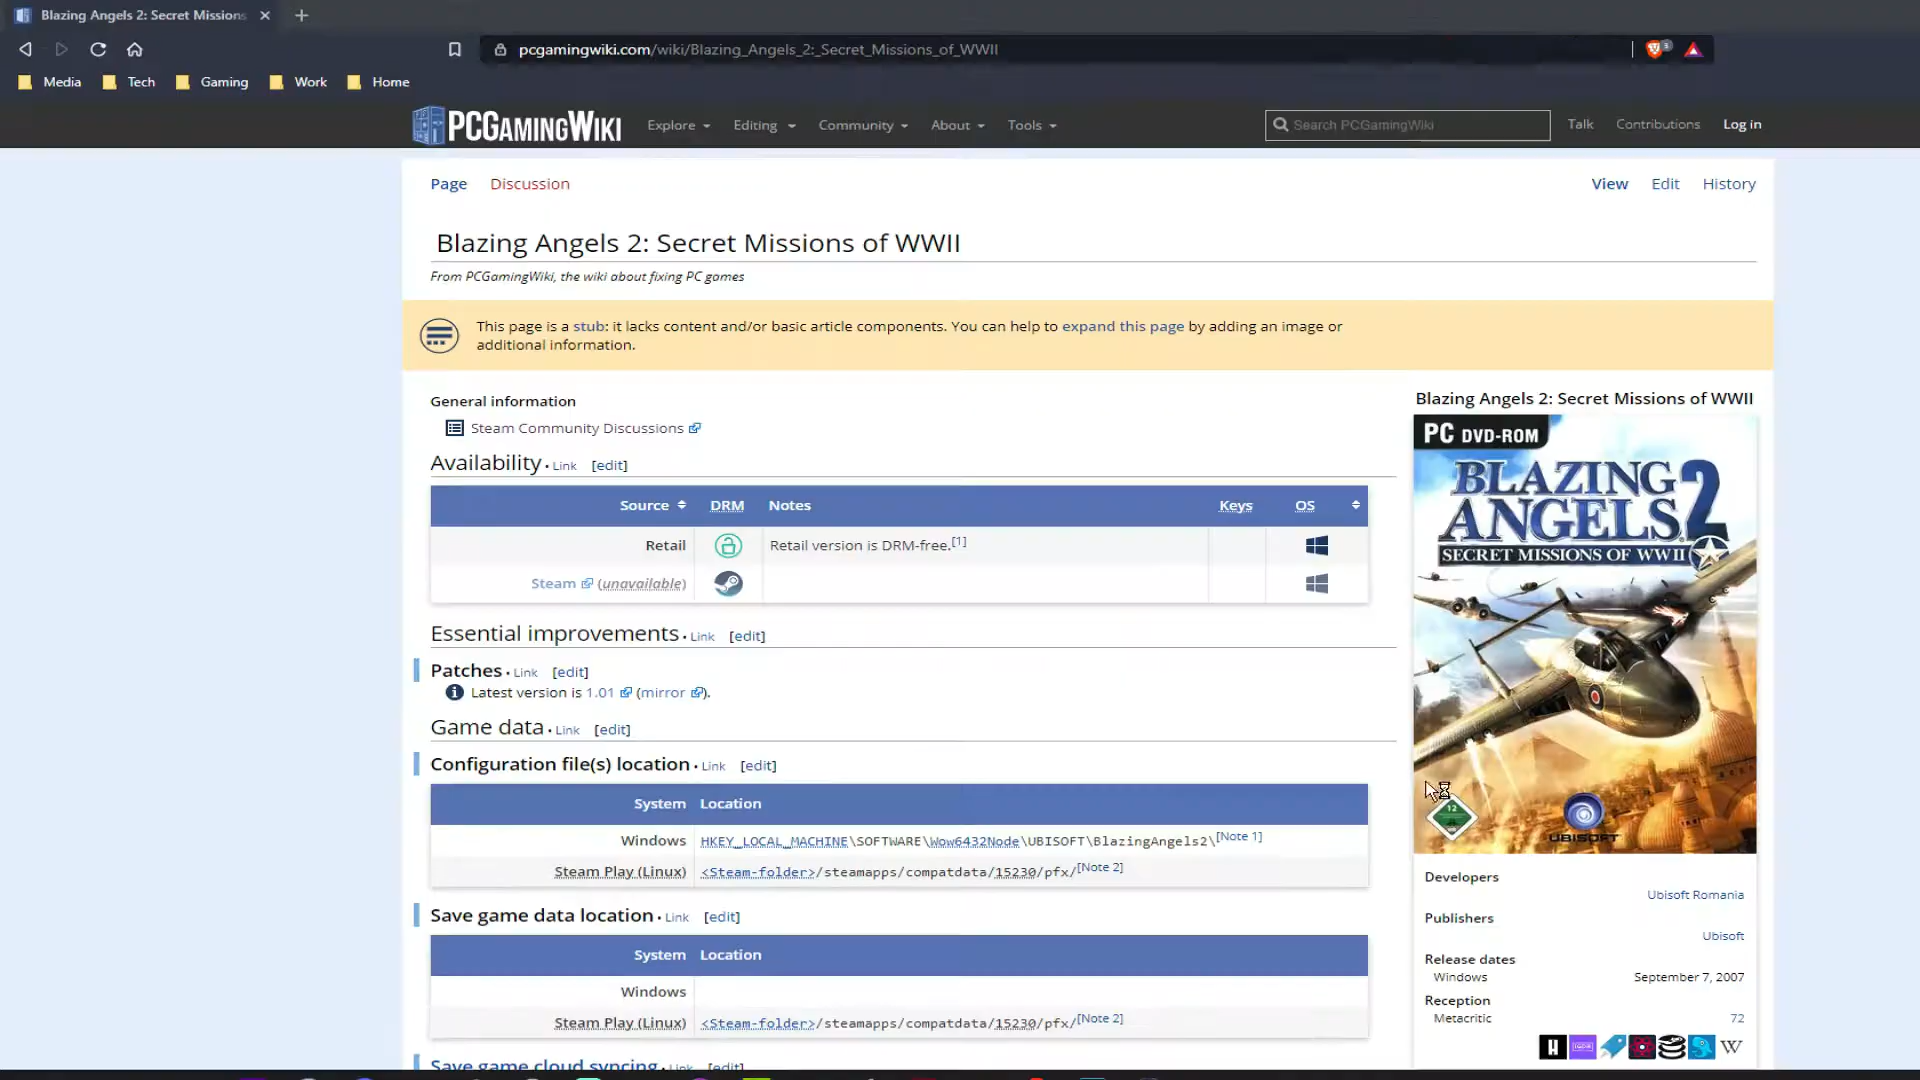 Blazing Angels 2: Secret Missions
pcgamingwiki.com/wiki/Blazing_Angels_2:_Secret_Missions_of_WWII
Media Tech Gaming Work Home
PCGamingWiki Explore Editing Community About Tools Search PCGamingWiki Talk Contributions Log in
Page Discussion View Edit History
Blazing Angels 2: Secret Missions of WWII
From PCGamingWiki, the wiki about fixing PC games
This page is a stub: it lacks content and/or basic article components. You can help to expand this page by adding an image or
additional information.
General information
Steam Community Discussions
Availability · Link [edit]
Source DRM Notes Keys OS
Retail Retail version is DRM-free.[1]
Steam (unavailable)
Essential improvements · Link [edit]
Patches · Link [edit]
Latest version is 1.01 (mirror).
Game data · Link [edit]
Configuration file(s) location · Link [edit]
System Location
Windows HKEY_LOCAL_MACHINE\SOFTWARE\Wow6432Node\UBISOFT\BlazingAngels2\[Note 1]
Steam Play (Linux) <Steam-folder>/steamapps/compatdata/15230/pfx/[Note 2]
Save game data location · Link [edit]
System Location
Windows
Steam Play (Linux) <Steam-folder>/steamapps/compatdata/15230/pfx/[Note 2]
Save game cloud syncing · Link [edit]
Blazing Angels 2: Secret Missions of WWII
PC DVD-ROM
BLAZING
ANGELS 2
SECRET MISSIONS OF WWII
12
UBISOFT
Developers
Ubisoft Romania
Publishers
Ubisoft
Release dates
Windows September 7, 2007
Reception
Metacritic 72